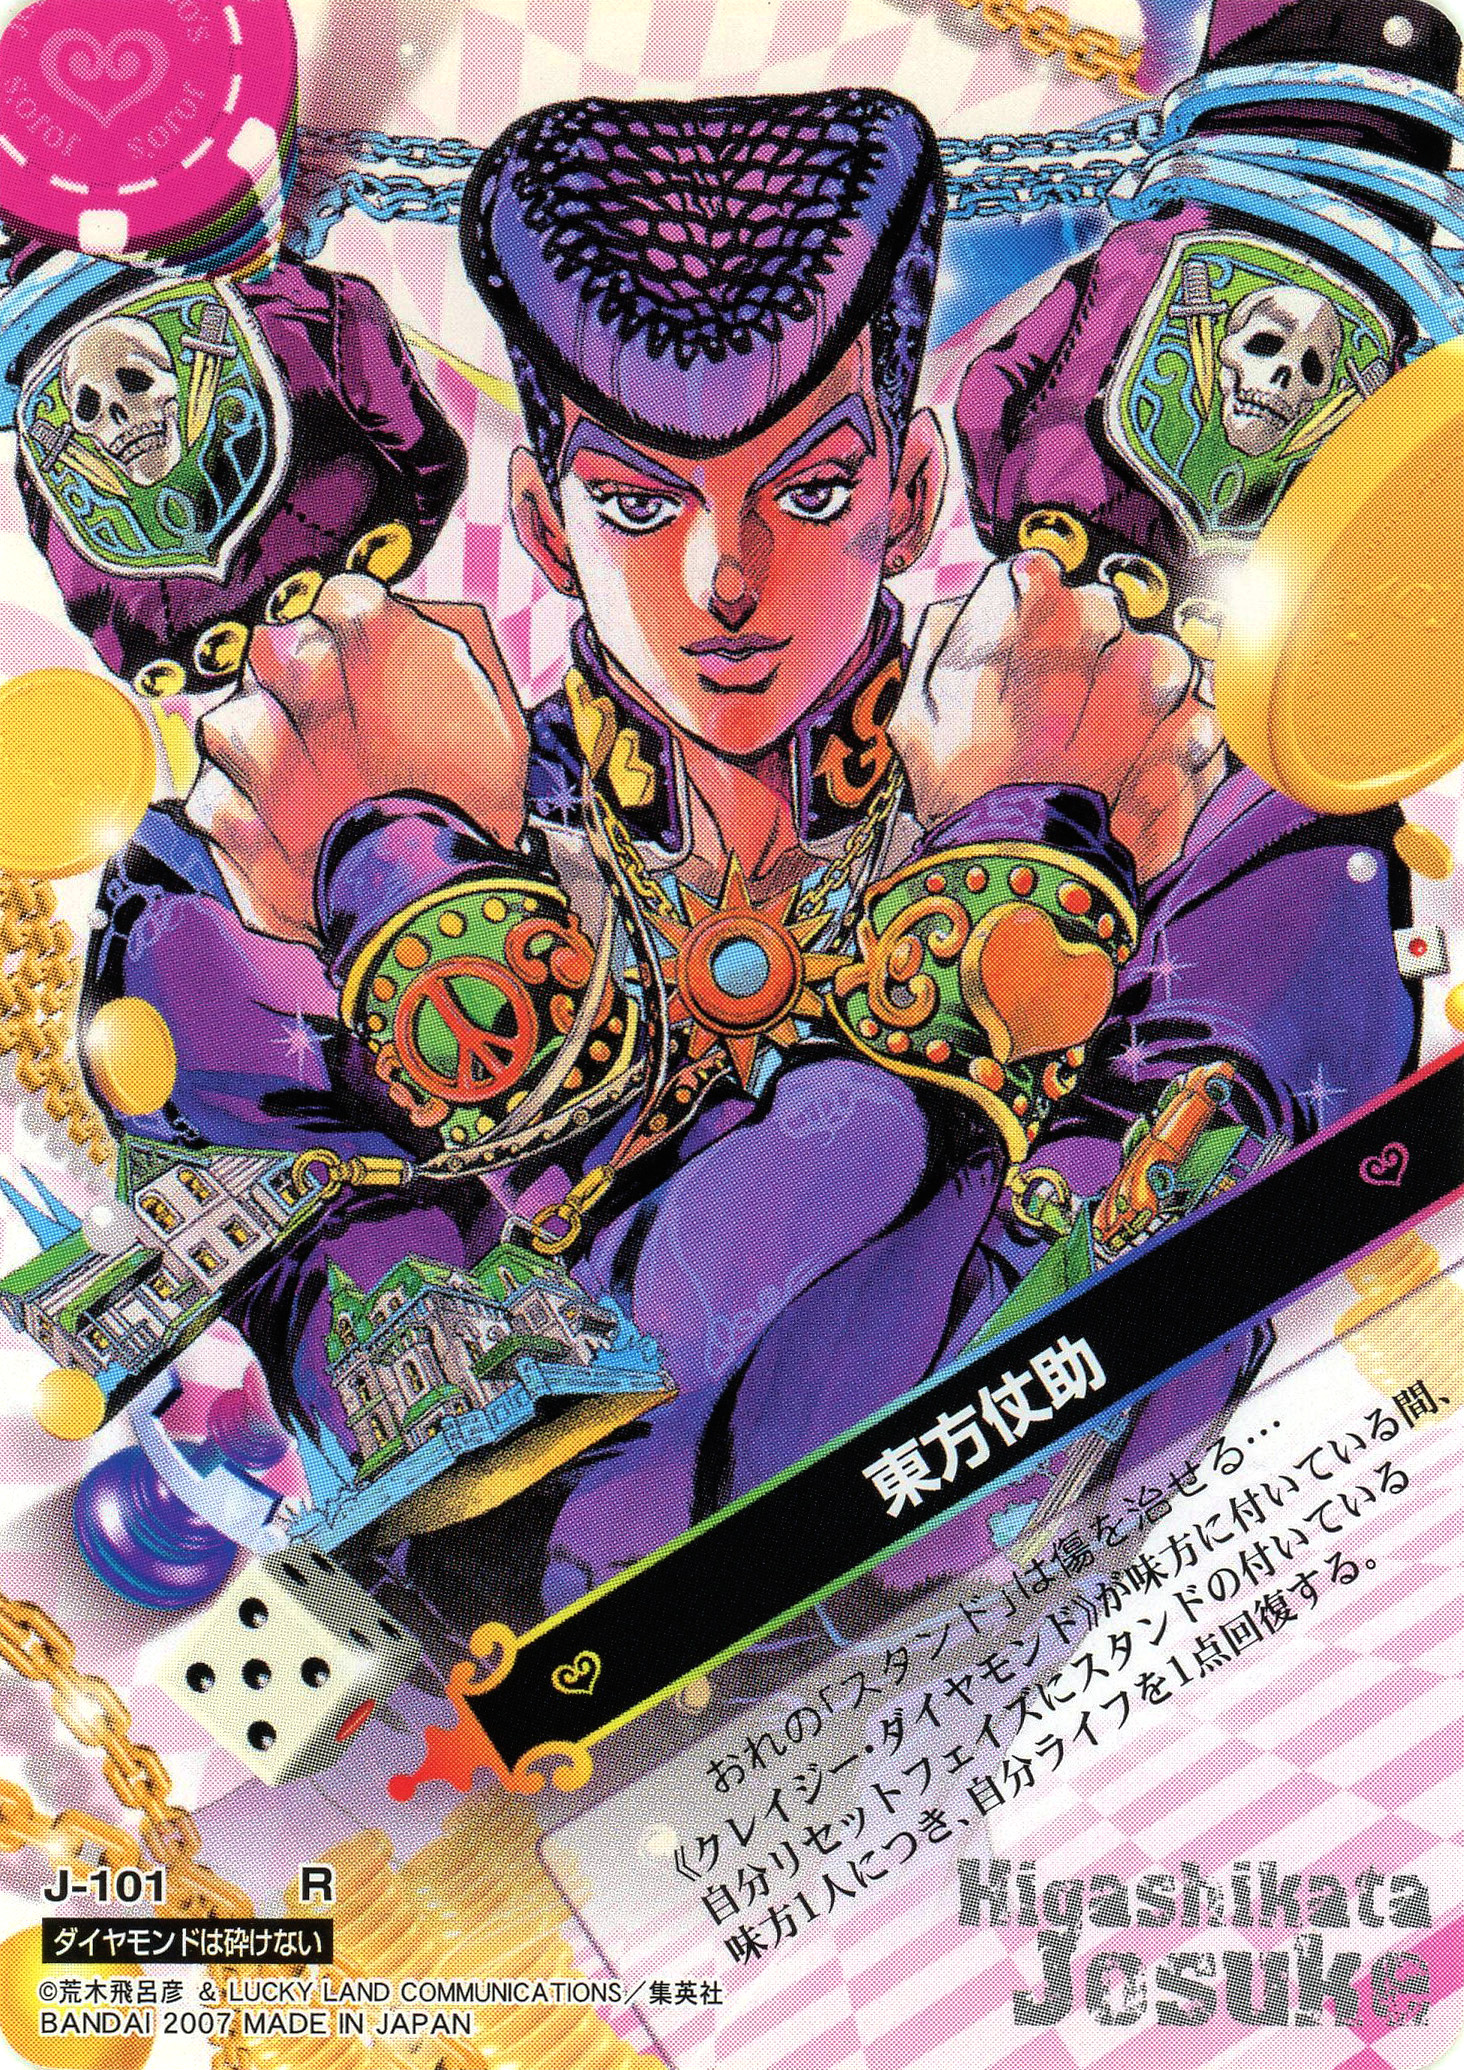 JoJo's
JoJo's
JoJo's
JoJo's
東方仗助
おれの「スタンド」は傷を治せる…
《クレイジー・ダイヤモンド》が味方に付いている間、
自分リセットフェイズにスタンドの付いている
味方1人につき、自分ライフを1点回復する。
Higashikata
Josuke
J-101 R
ダイヤモンドは砕けない
©荒木飛呂彦 & LUCKY LAND COMMUNICATIONS／集英社
BANDAI 2007 MADE IN JAPAN